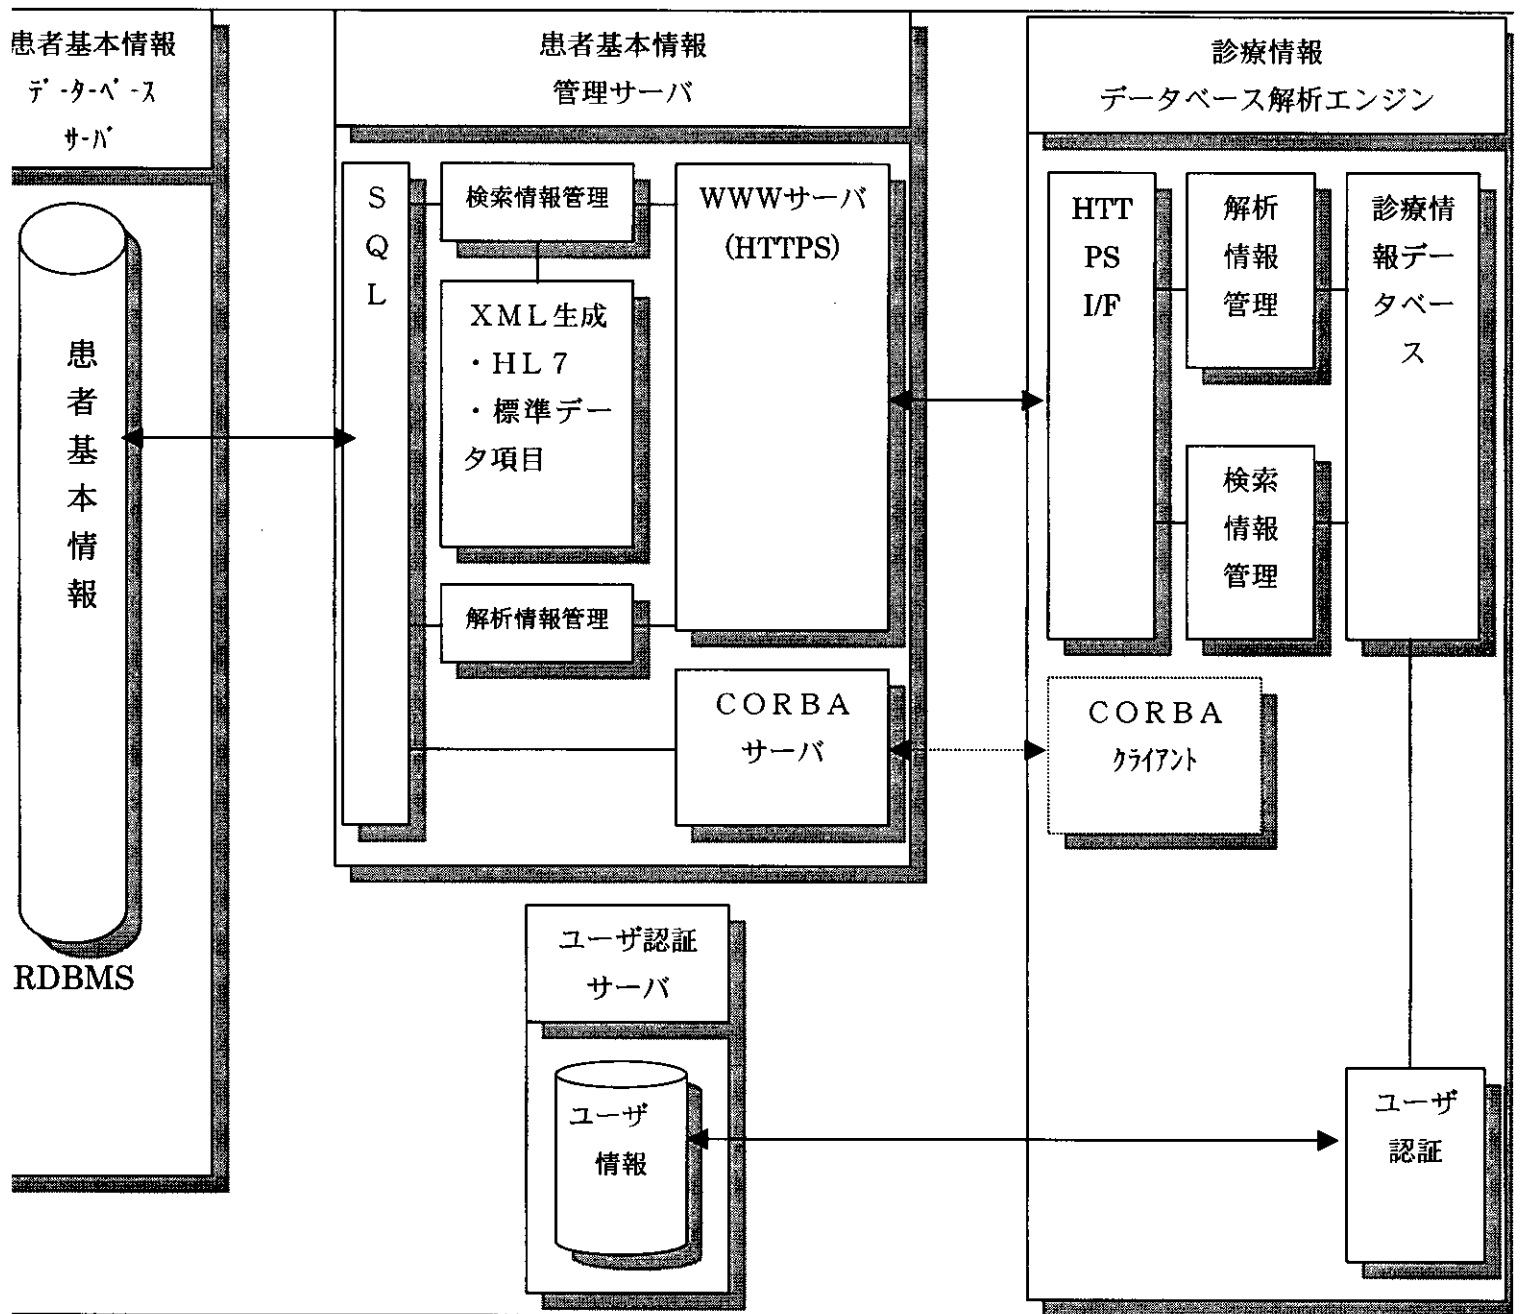 患者基本情報
ﾃﾞｰﾀｰﾍﾞｰｽ
ｻｰﾊﾞ
患者基本情報
RDBMS
患者基本情報
管理サーバ
S
Q
L
検索情報管理
XML生成
・HL7
・標準デー
タ項目
解析情報管理
WWWサーバ
(HTTPS)
CORBA
サーバ
ユーザ認証
サーバ
ユーザ
情報
診療情報
データベース解析エンジン
HTT
PS
I/F
解析
情報
管理
検索
情報
管理
診療情
報デー
タベー
ス
CORBA
ｸﾗｲｱﾝﾄ
ユーザ
認証